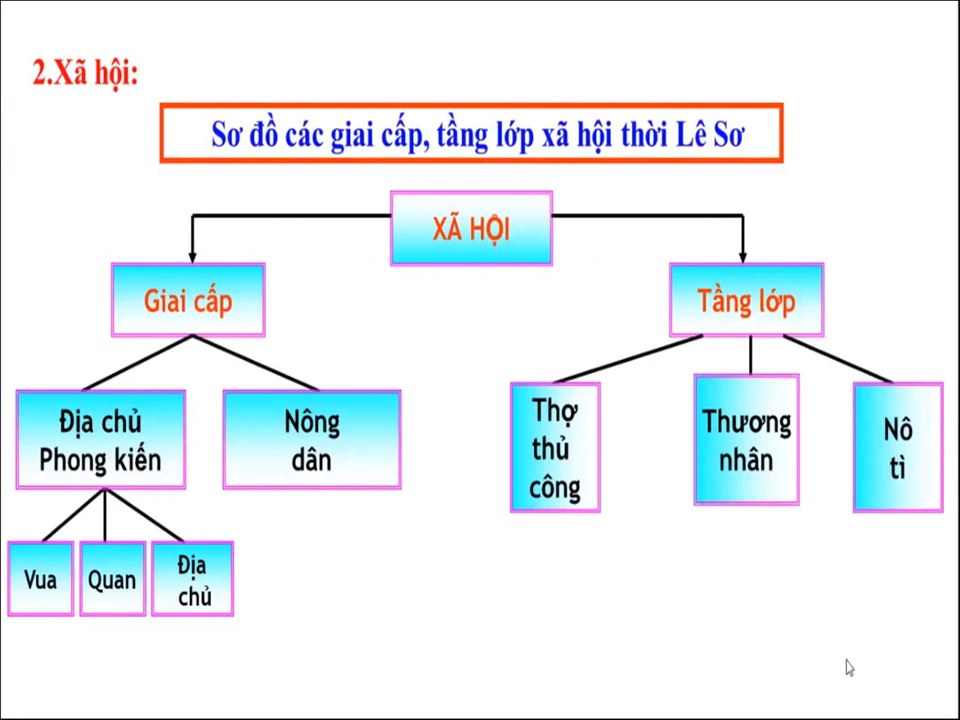 2.Xã hội:
Sơ đồ các giai cấp, tầng lớp xã hội thời Lê Sơ
XÃ HỘI
Giai cấp
Tầng lớp
Địa chủ
Phong kiến
Nông
dân
Thợ
thủ
công
Thương
nhân
Nô
tì
Vua
Quan
Địa
chủ